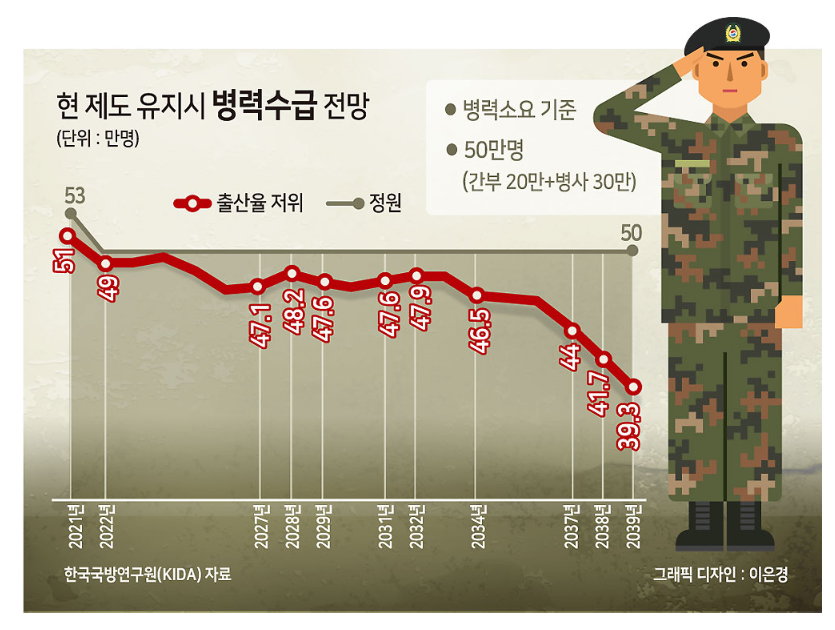 현 제도 유지시 병력수급 전망
(단위 : 만명)
● 병력소요 기준
● 50만명
(간부 20만+병사 30만)
출산율 저위
정원
53
50
51
49
47.1
48.2
47.6
47.6
47.9
46.5
44
41.7
39.3
2021년
2022년
2027년
2028년
2029년
2031년
2032년
2034년
2037년
2038년
2039년
한국국방연구원(KIDA) 자료
그래픽 디자인 : 이은경